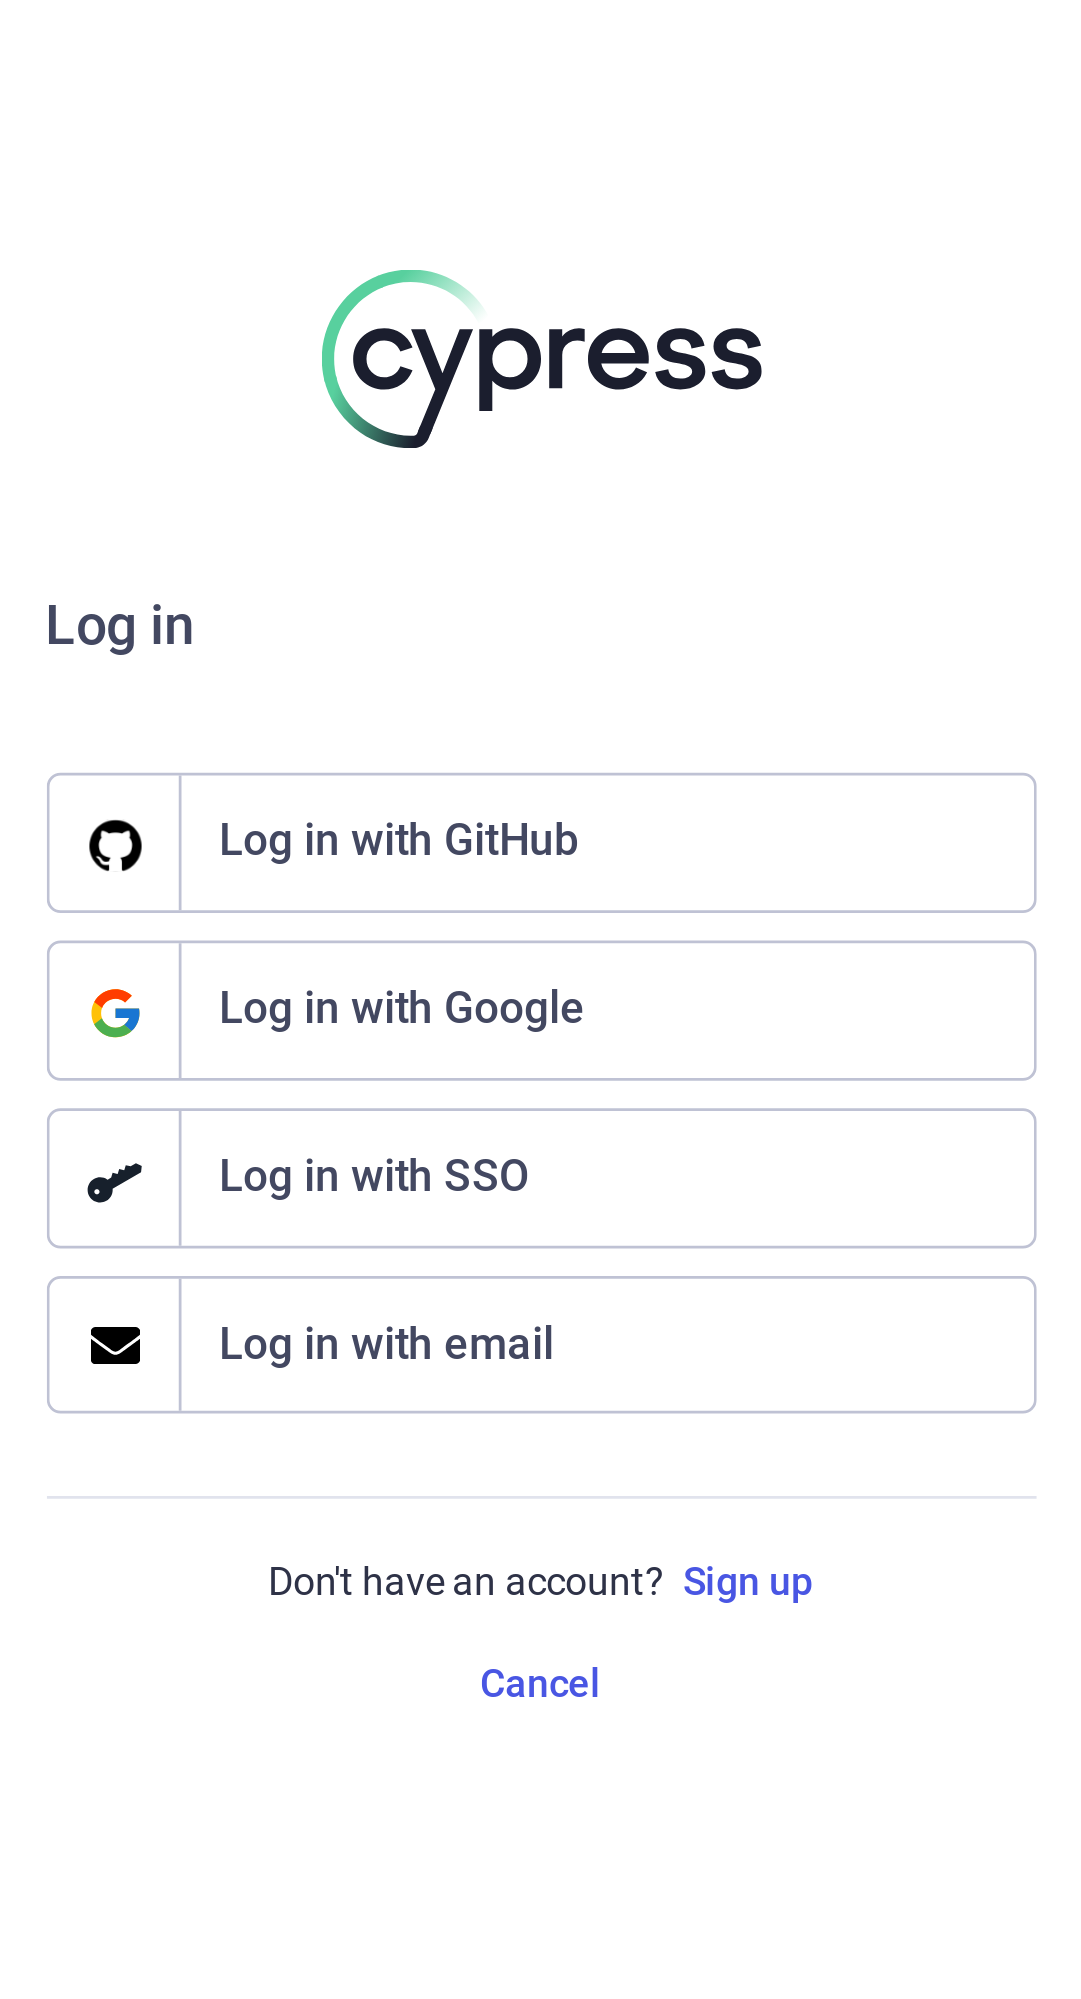 cypress
Log in
Log in with GitHub
Log in with Google
Log in with SSO
Log in with email
Don't have an account? Sign up
Cancel